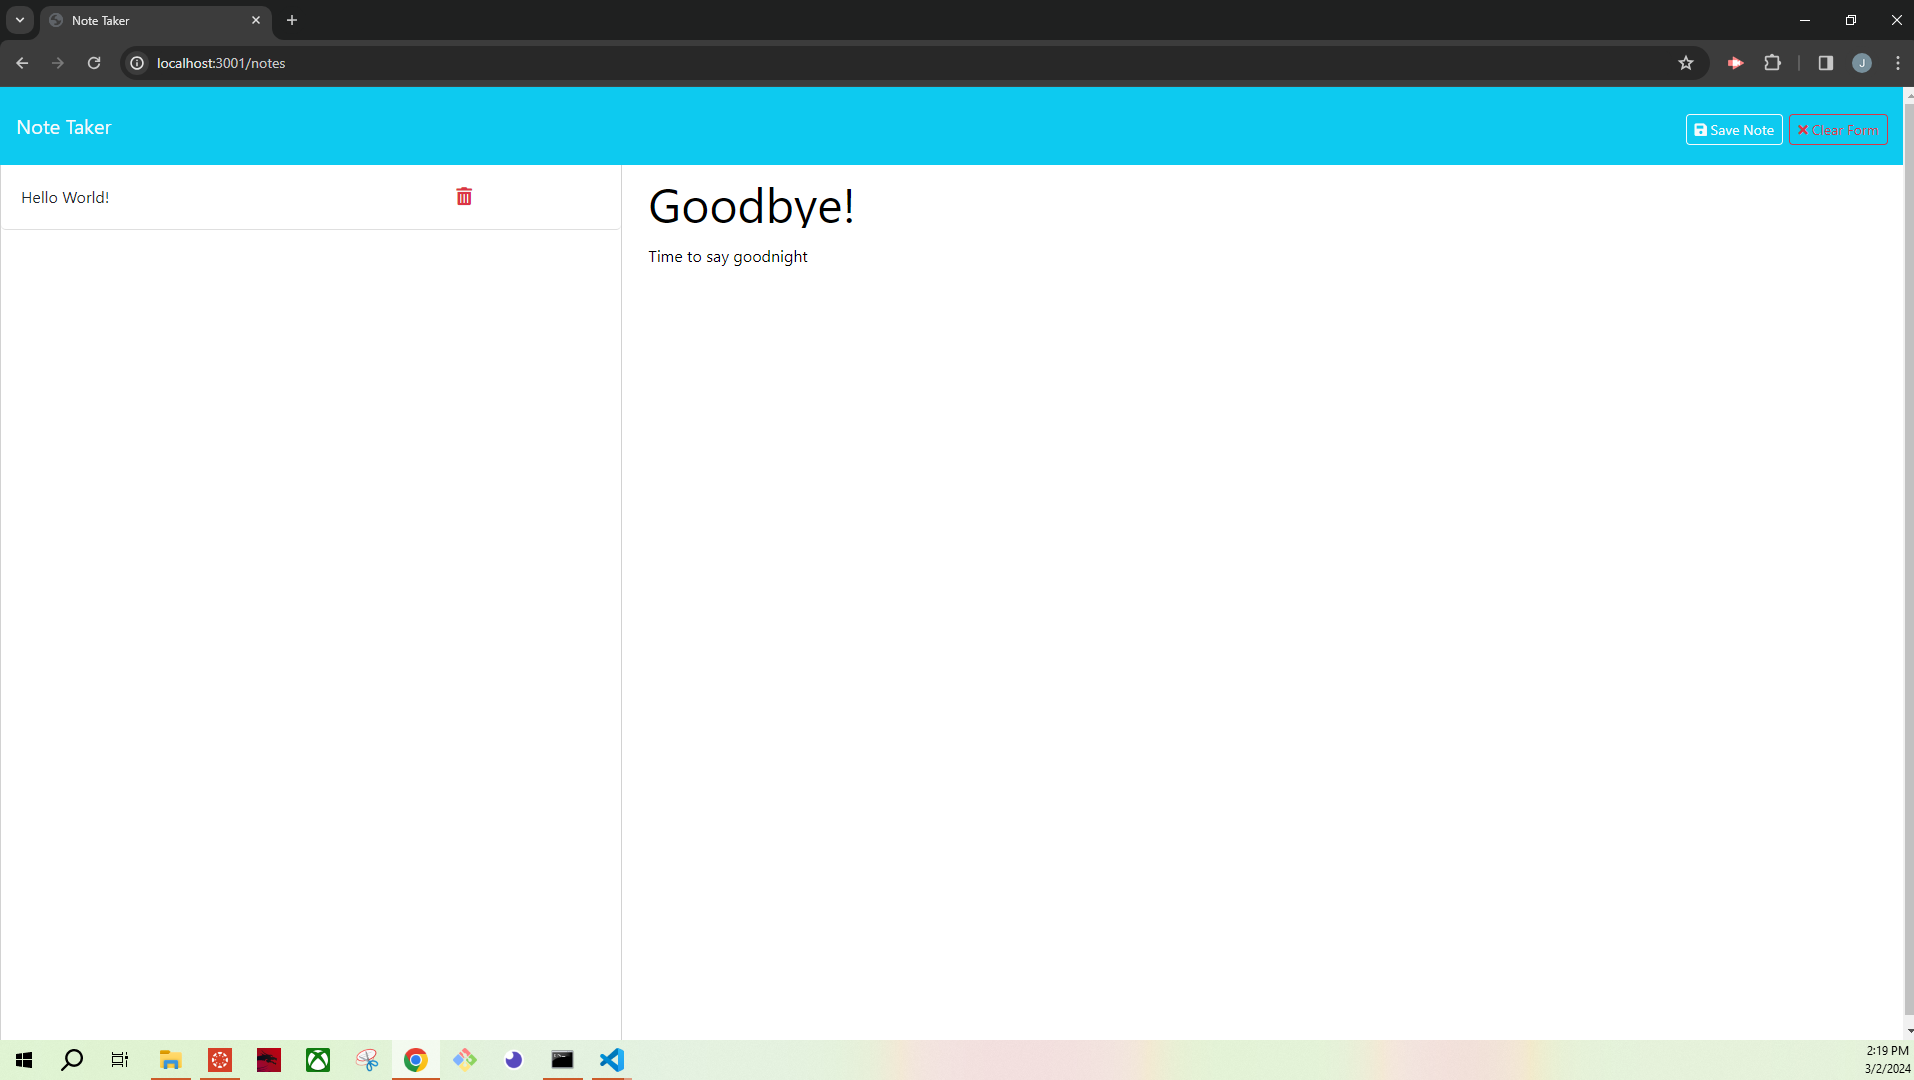 Note Taker
localhost:3001/notes
J
Note Taker
Save Note
Clear Form
Hello World!
Goodbye!
Time to say goodnight
2:19 PM
3/2/2024